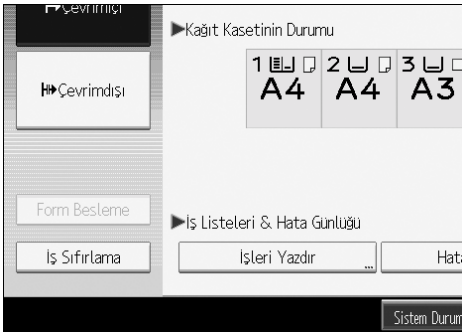 Çevrimiçi
▶Kağıt Kasetinin Durumu
1 2 3
A4 A4 A3
Çevrimdışı
Form Besleme
▶İş Listeleri & Hata Günlüğü
İş Sıfırlama
İşleri Yazdır ...
Hata
Sistem Durum